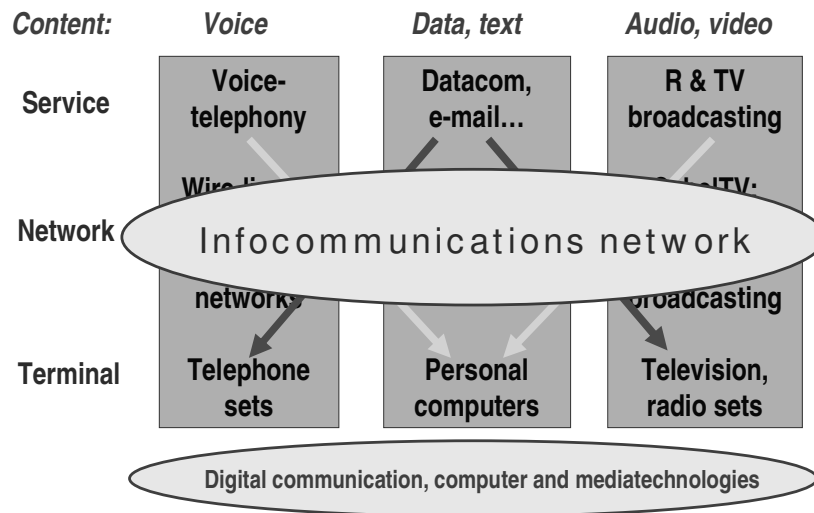 Content: Voice Data, text Audio, video
Service
Voice-
telephony
Datacom,
e-mail…
R & TV
broadcasting
Network
Infocommunications network
networks
broadcasting
Terminal
Telephone
sets
Personal
computers
Television,
radio sets
Digital communication, computer and mediatechnologies